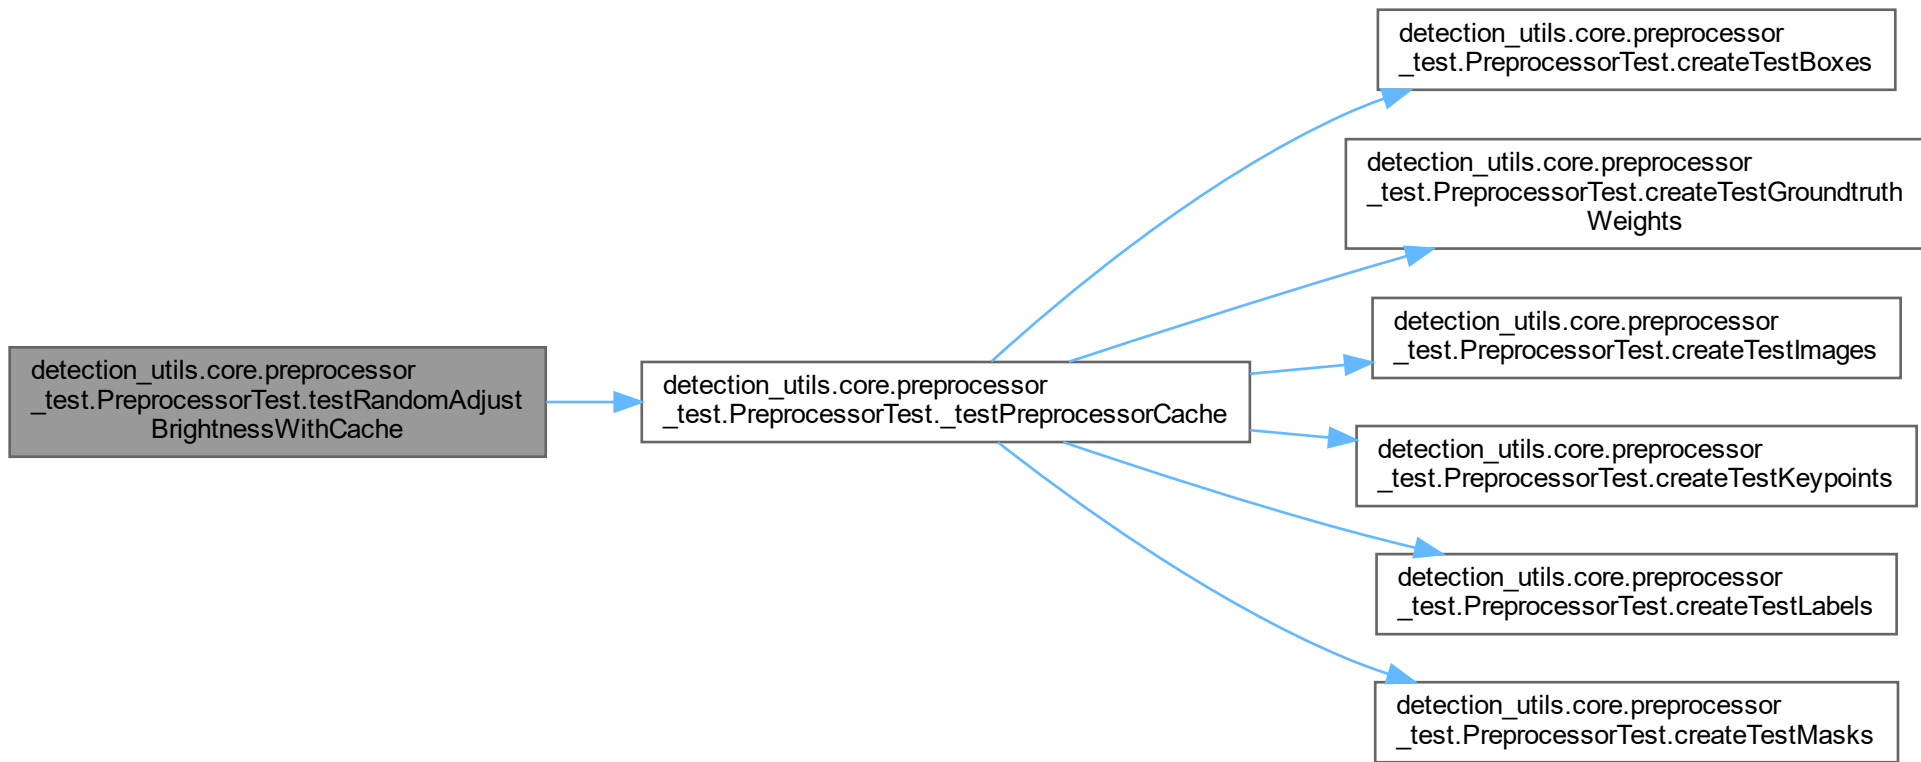 detection_utils.core.preprocessor
_test.PreprocessorTest.testRandomAdjust
BrightnessWithCache
detection_utils.core.preprocessor
_test.PreprocessorTest._testPreprocessorCache
detection_utils.core.preprocessor
_test.PreprocessorTest.createTestBoxes
detection_utils.core.preprocessor
_test.PreprocessorTest.createTestGroundtruth
Weights
detection_utils.core.preprocessor
_test.PreprocessorTest.createTestImages
detection_utils.core.preprocessor
_test.PreprocessorTest.createTestKeypoints
detection_utils.core.preprocessor
_test.PreprocessorTest.createTestLabels
detection_utils.core.preprocessor
_test.PreprocessorTest.createTestMasks